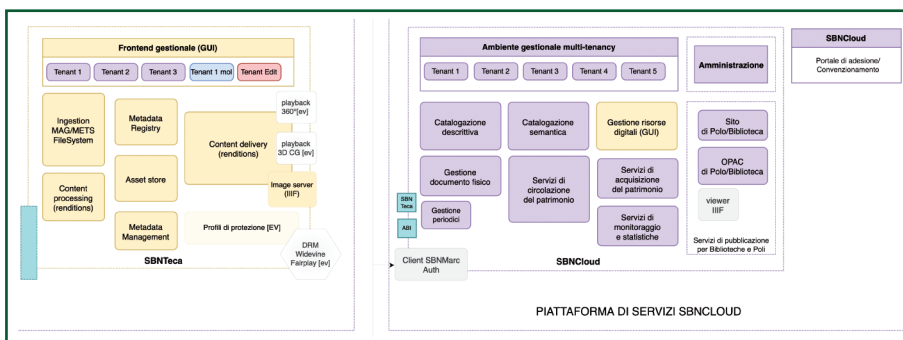 Frontend gestionale (GUI)
Tenant 1
Tenant 2
Tenant 3
Tenant 1 mol
Tenant Edit
Ingestion
MAG/METS
FileSystem
Metadata
Registry
Content delivery
(renditions)
playback
360°[ev]
playback
3D CG [ev]
Image server
(IIIF)
Content
processing
(renditions)
Asset store
Metadata
Management
Profili di protezione [EV]
DRM
Widevine
Fairplay [ev]
SBNTeca
Ambiente gestionale multi-tenancy
Tenant 1
Tenant 2
Tenant 3
Tenant 4
Tenant 5
Amministrazione
SBNCloud
Portale di adesione/
Convenzionamento
Catalogazione
descrittiva
Catalogazione
semantica
Gestione risorse
digitali (GUI)
Sito
di Polo/Biblioteca
Gestione
documento fisico
Servizi di
circolazione
del patrimonio
Servizi di
acquisizione
del patrimonio
OPAC
di Polo/Biblioteca
SBN
Teca
ABI
Gestione
periodici
Servizi di
monitoraggio
e statistiche
viewer
IIIF
Servizi di pubblicazione
per Biblioteche e Poli
Client SBNMarc
Auth
SBNCloud
PIATTAFORMA DI SERVIZI SBNCLOUD